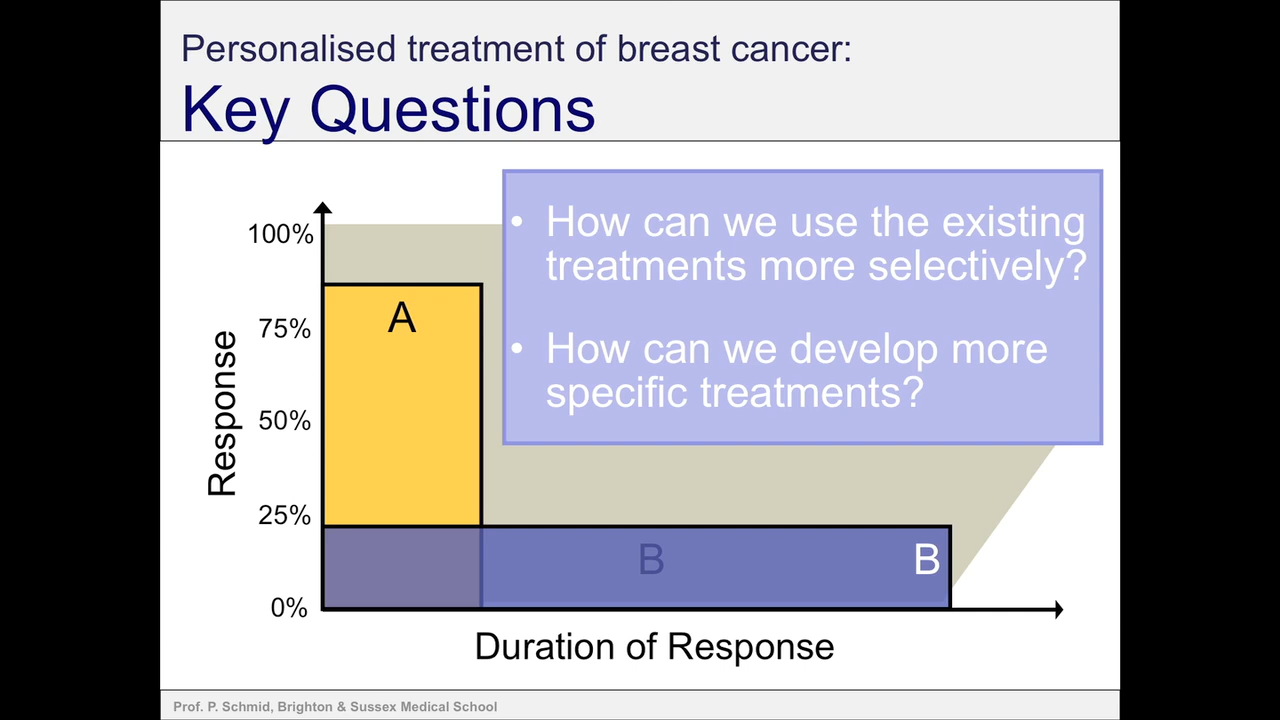 Personalised treatment of breast cancer:
Key Questions
• How can we use the existing
treatments more selectively?
• How can we develop more
specific treatments?
100%
75%
50%
25%
0%
Response
A
B
B
Duration of Response
Prof. P. Schmid, Brighton & Sussex Medical School